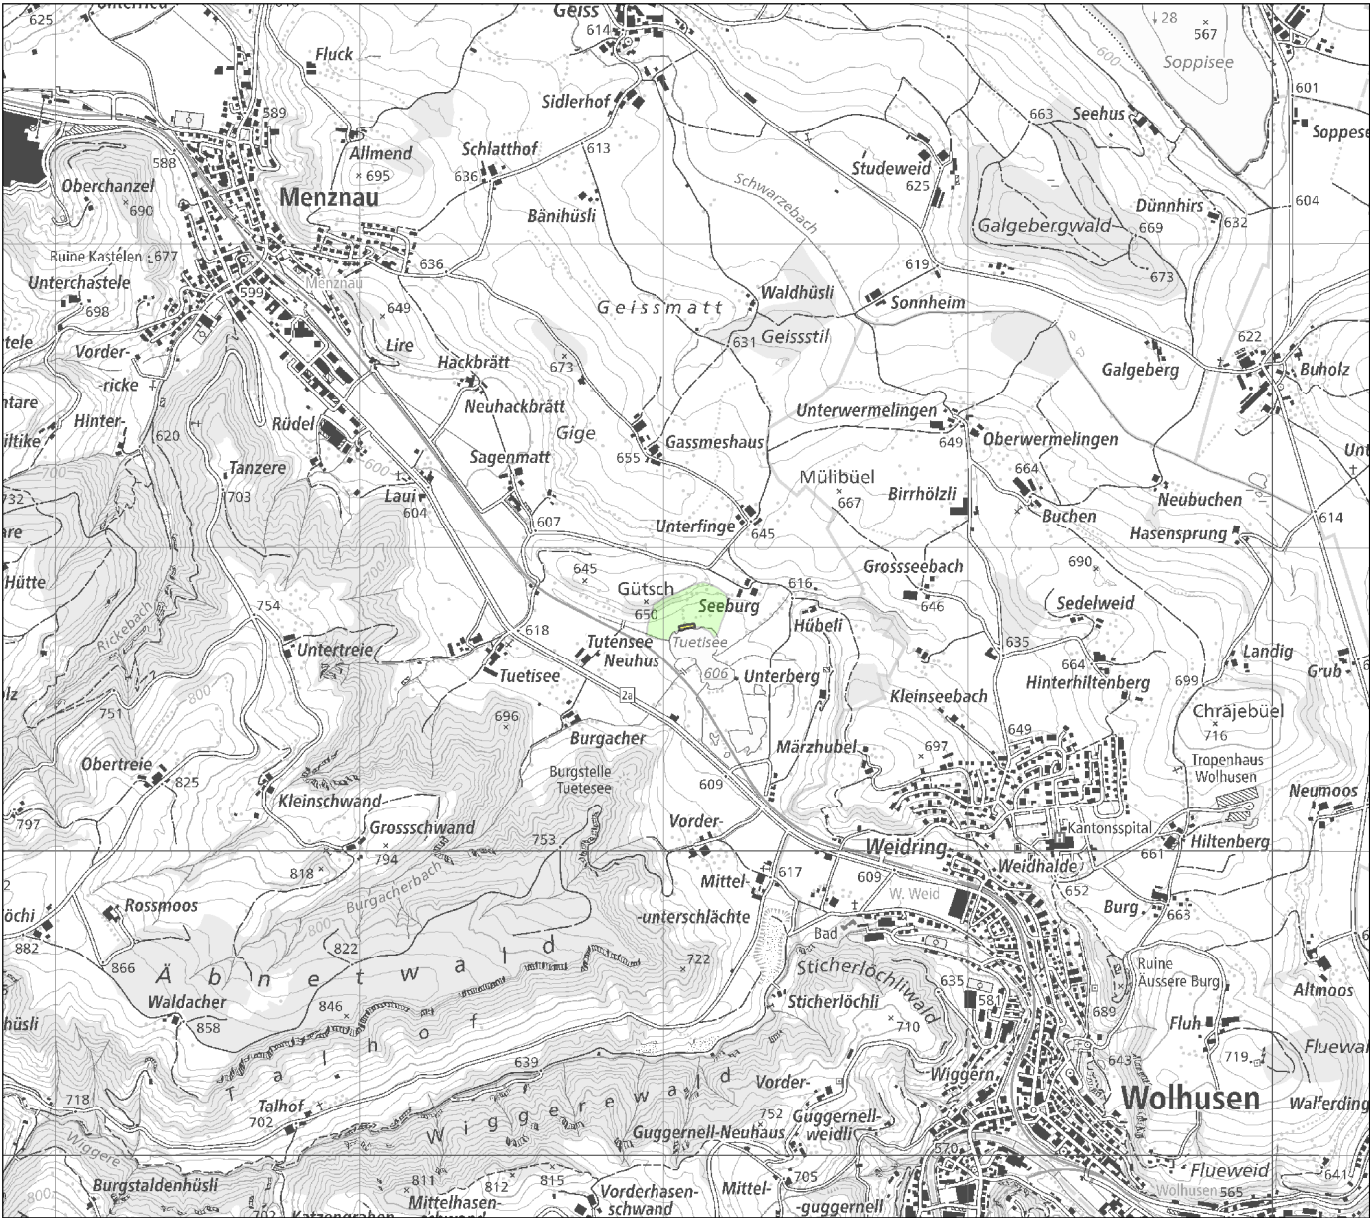 625
Geiss
614
28
567
Soppisee
600
601
Fluck
589
Sidlerhof
663
Seehus
588
Allmend
695
Schlatthof
636
613
Studeweid
625
Oberchanzel
690
Menznau
Bänihüsli
Schwarzebach
Galgebergwald
669
Dünnhirs
632
604
Ruine Kastelen
677
Unterchastele
698
599
Menznau
636
649
Geissmatt
Waldhüsli
619
Sonnheim
673
Vorder-
-ricke
Lire
Hackbrätt
673
631
Geissstil
Galgeberg
622
Buholz
Neuhackbrätt
Hinter-
620
Rüdel
Gige
Unterwermelingen
649
Oberwermelingen
700
600
Tanzere
703
Sagenmatt
Gassmeshaus
655
Mülibüel
667
664
Birrhölzli
Buchen
Neubuchen
732
Laui
604
607
Unterfinge
645
Hasensprung
614
Hütte
700
645
Gütsch
650
Seeburg
616
Grossseebach
646
690
Sedelweid
Rickebach
754
618
Tutensee
Neuhus
Tuetisee
Hübeli
635
Untertreie
Tuetisee
606
Unterberg
664
Hinterhiltenberg
699
Landig
Grub
800
751
2a
696
Burgacher
Kleinseebach
649
Chräjebüel
716
Obertreie
825
Märzhubel
697
Burgstelle
Tuetesee
609
Tropenhaus
Wolhusen
Kleinschwand
Neumoos
797
Grossschwand
794
753
Vorder-
Weidring
Kantonsspital
Hiltenberg
661
818
Burgacherbach
Mittel-
617
609
Weidhalde
652
W. Weid
Rossmoos
800
-unterschlächte
Burg
663
882
866
822
Bad
Äbnetwald
722
Sticherlöchliwald
635
Ruine
Äussere Burg
Waldacher
858
846
Sticherlöchli
581
Altmoos
710
689
Fluh
Talhof
639
719
643
718
Vorder-
Wiggern
Wolhusen
Talhof
702
Wiggerewald
752
Guggernell-
weidli
Wiggere
Guggernell-Neuhaus
570
Flueweid
641
800
Burgstaldenhüsli
811
812
815
Mittelhasen-
Vorderhasen-
schwand
Mittel-
-guggernell
705
Wolhusen
565